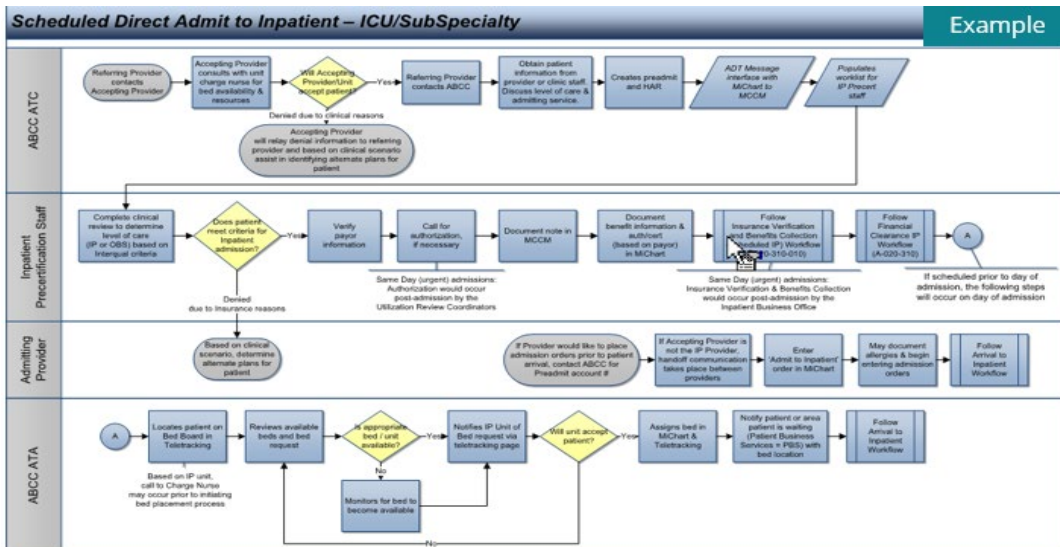 Scheduled Direct Admit to Inpatient – ICU/SubSpecialty
Example
ABCC ATC
Referring Provider
contacts
Accepting Provider
Accepting Provider
consults with unit
charge nurse for
bed availability &
resources
Will Accepting
Provider/Unit
accept patient?
Yes
Denied due to clinical reasons
Accepting Provider
will relay denial information to referring
provider and based on clinical scenario
assist in identifying alternate plans for
patient
Referring Provider
contacts ABCC
Obtain patient
information from
provider or clinic staff.
Discuss level of care &
admitting service.
Creates preadmit
and HAR
ADT Message
interface with
MiChart to
MCCM
Populates
worklist for
IP Precert
staff
Inpatient
Precertification Staff
Complete clinical
review to determine
level of care
(IP or OBS) based on
Interqual criteria
Does patient
meet criteria for
Inpatient
admission?
Yes
Denied
due to Insurance reasons
Verify
payor
information
Call for
authorization,
if necessary
Same Day (urgent) admissions:
Authorization would occur
post-admission by the
Utilization Review Coordinators
Document note in
MCCM
Document
benefit information &
auth/cert
(based on payor)
in MiChart
Follow
Insurance Verification
and Benefits Collection
IP) Workflow
Same Day (urgent) admissions:
Insurance Verification & Benefits Collection
would occur post-admission by the
Inpatient Business Office
Follow
Financial
Clearance IP
Workflow
(A-020-310)
A
If scheduled prior to day of
admission, the following steps
will occur on day of admission
Admitting
Provider
Based on clinical
scenario, determine
alternate plans for
patient
If Provider would like to place
admission orders prior to patient
arrival, contact ABCC for
Preadmit account #
If Accepting Provider is
not the IP Provider,
handoff communication
takes place between
providers
Enter
'Admit to Inpatient'
order in MiChart
May document
allergies & begin
entering admission
orders
Follow
Arrival to
Inpatient
Workflow
ABCC ATA
A
Locates patient on
Bed Board in
Teletracking
Based on IP unit,
call to Charge Nurse
may occur prior to initiating
bed placement process
Reviews available
beds and bed
request
Is appropriate
bed / unit
available?
Yes
No
Monitors for bed to
become available
Notifies IP Unit of
Bed request via
teletracking page
Will unit accept
patient?
Yes
No
Assigns bed in
MiChart &
Teletracking
Notify patient or area
patient is waiting
(Patient Business
Services = PBS) with
bed location
Follow
Arrival to
Inpatient
Workflow